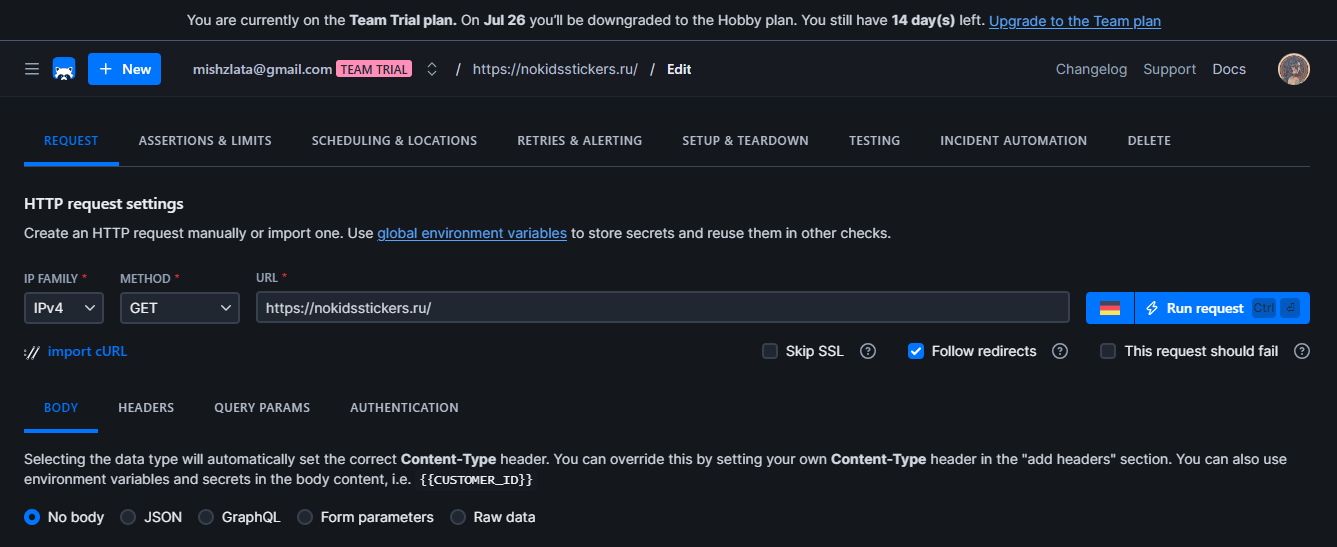 You are currently on the Team Trial plan. On Jul 26 you'll be downgraded to the Hobby plan. You still have 14 day(s) left. Upgrade to the Team plan
+ New mishzlata@gmail.com TEAM TRIAL / https://nokidsstickers.ru/ / Edit Changelog Support Docs
REQUEST ASSERTIONS & LIMITS SCHEDULING & LOCATIONS RETRIES & ALERTING SETUP & TEARDOWN TESTING INCIDENT AUTOMATION DELETE
HTTP request settings
Create an HTTP request manually or import one. Use global environment variables to store secrets and reuse them in other checks.
IP FAMILY * METHOD * URL *
IPv4 GET https://nokidsstickers.ru/ Run request Ctrl
:// import cURL Skip SSL ? Follow redirects ? This request should fail ?
BODY HEADERS QUERY PARAMS AUTHENTICATION
Selecting the data type will automatically set the correct Content-Type header. You can override this by setting your own Content-Type header in the "add headers" section. You can also use
environment variables and secrets in the body content, i.e. {{CUSTOMER_ID}}
No body JSON GraphQL Form parameters Raw data